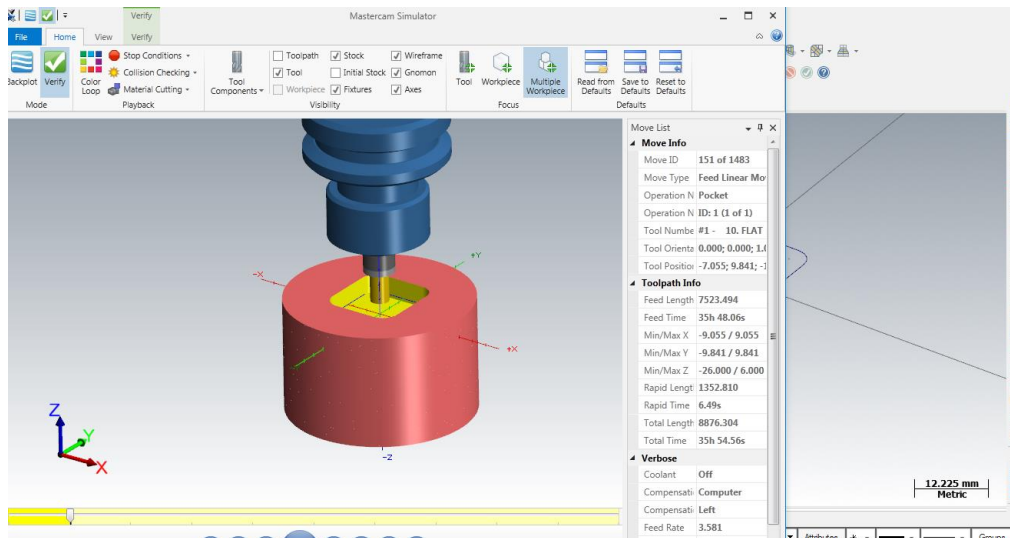 Verify
Mastercam Simulator
File Home View Verify
Backplot Verify
Mode
Color Loop
Stop Conditions
Collision Checking
Material Cutting
Playback
Tool Components
Toolpath Stock Wireframe
Tool Initial Stock Gnomon
Workpiece Fixtures Axes
Visibility
Tool Workpiece Multiple Workpiece
Focus
Read from Defaults Save to Defaults Reset to Defaults
Defaults
Move List
Move Info
Move ID 151 of 1483
Move Type Feed Linear Mo
Operation N Pocket
Operation N ID: 1 (1 of 1)
Tool Numbe #1 - 10. FLAT
Tool Orienta 0.000; 0.000; 1.0
Tool Position -7.055; 9.841; -1
Toolpath Info
Feed Length 7523.494
Feed Time 35h 48.06s
Min/Max X -9.055 / 9.055
Min/Max Y -9.841 / 9.841
Min/Max Z -26.000 / 6.000
Rapid Lengt 1352.810
Rapid Time 6.49s
Total Length 8876.304
Total Time 35h 54.56s
Verbose
Coolant Off
Compensati Computer
Compensati Left
Feed Rate 3.581
-X
+Y
+X
-Z
Z
Y
X
12.225 mm
Metric
Attributes
Groups